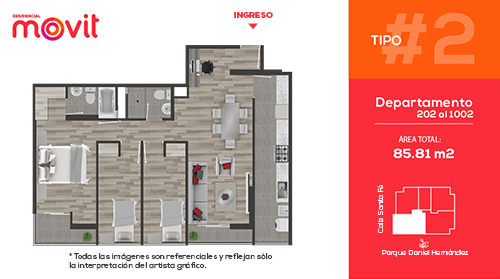 RESIDENCIAL
movit
INGRESO
TIPO
#2
Departamento
202 al 1002
ÁREA TOTAL:
85.81 m2
Calle Santa Fé
Parque Daniel Hernández
* Todas las imágenes son referenciales y reflejan sólo
la interpretación del artista gráfico.